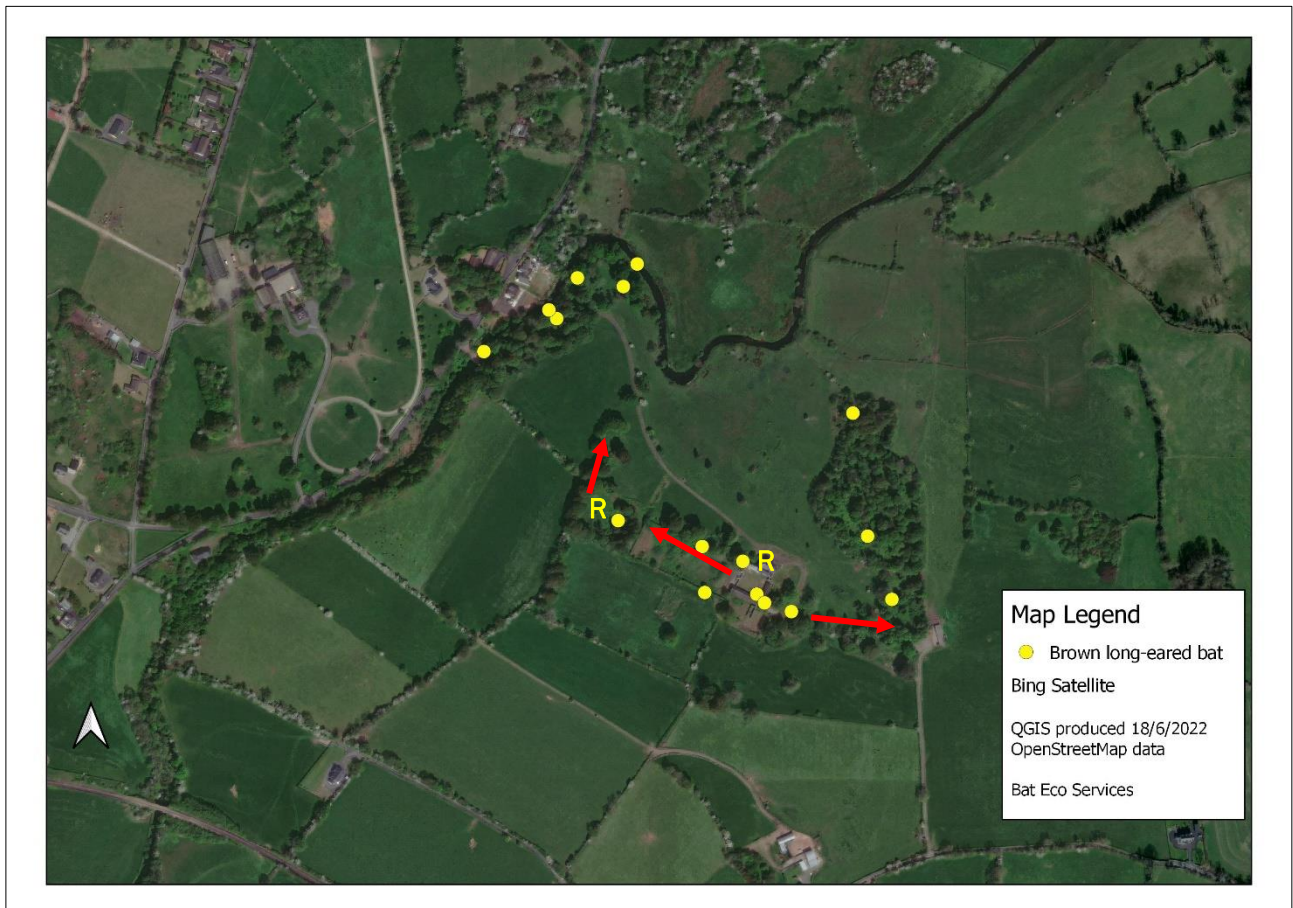 R
R
Map Legend
Brown long-eared bat
Bing Satellite
QGIS produced 18/6/2022
OpenStreetMap data
Bat Eco Services